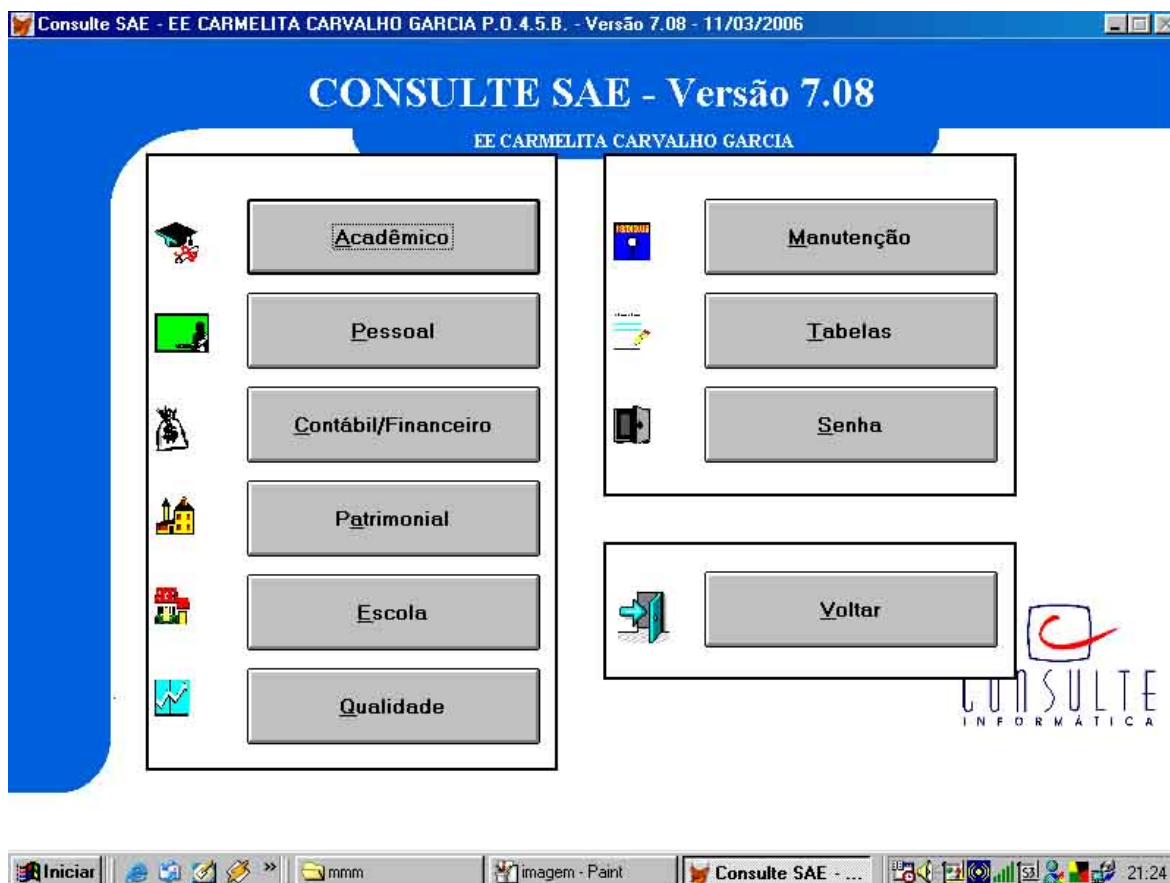 Consulte SAE - EE CARMELITA CARVALHO GARCIA P.O.4.5.B. - Versão 7.08 - 11/03/2006
CONSULTE SAE - Versão 7.08
EE CARMELITA CARVALHO GARCIA
Acadêmico
Pessoal
Contábil/Financeiro
Patrimonial
Escola
Qualidade
Manutenção
Tabelas
Senha
Voltar
CONSULTE
INFORMÁTICA
Iniciar
»
mmm
imagem - Paint
Consulte SAE - ...
21:24